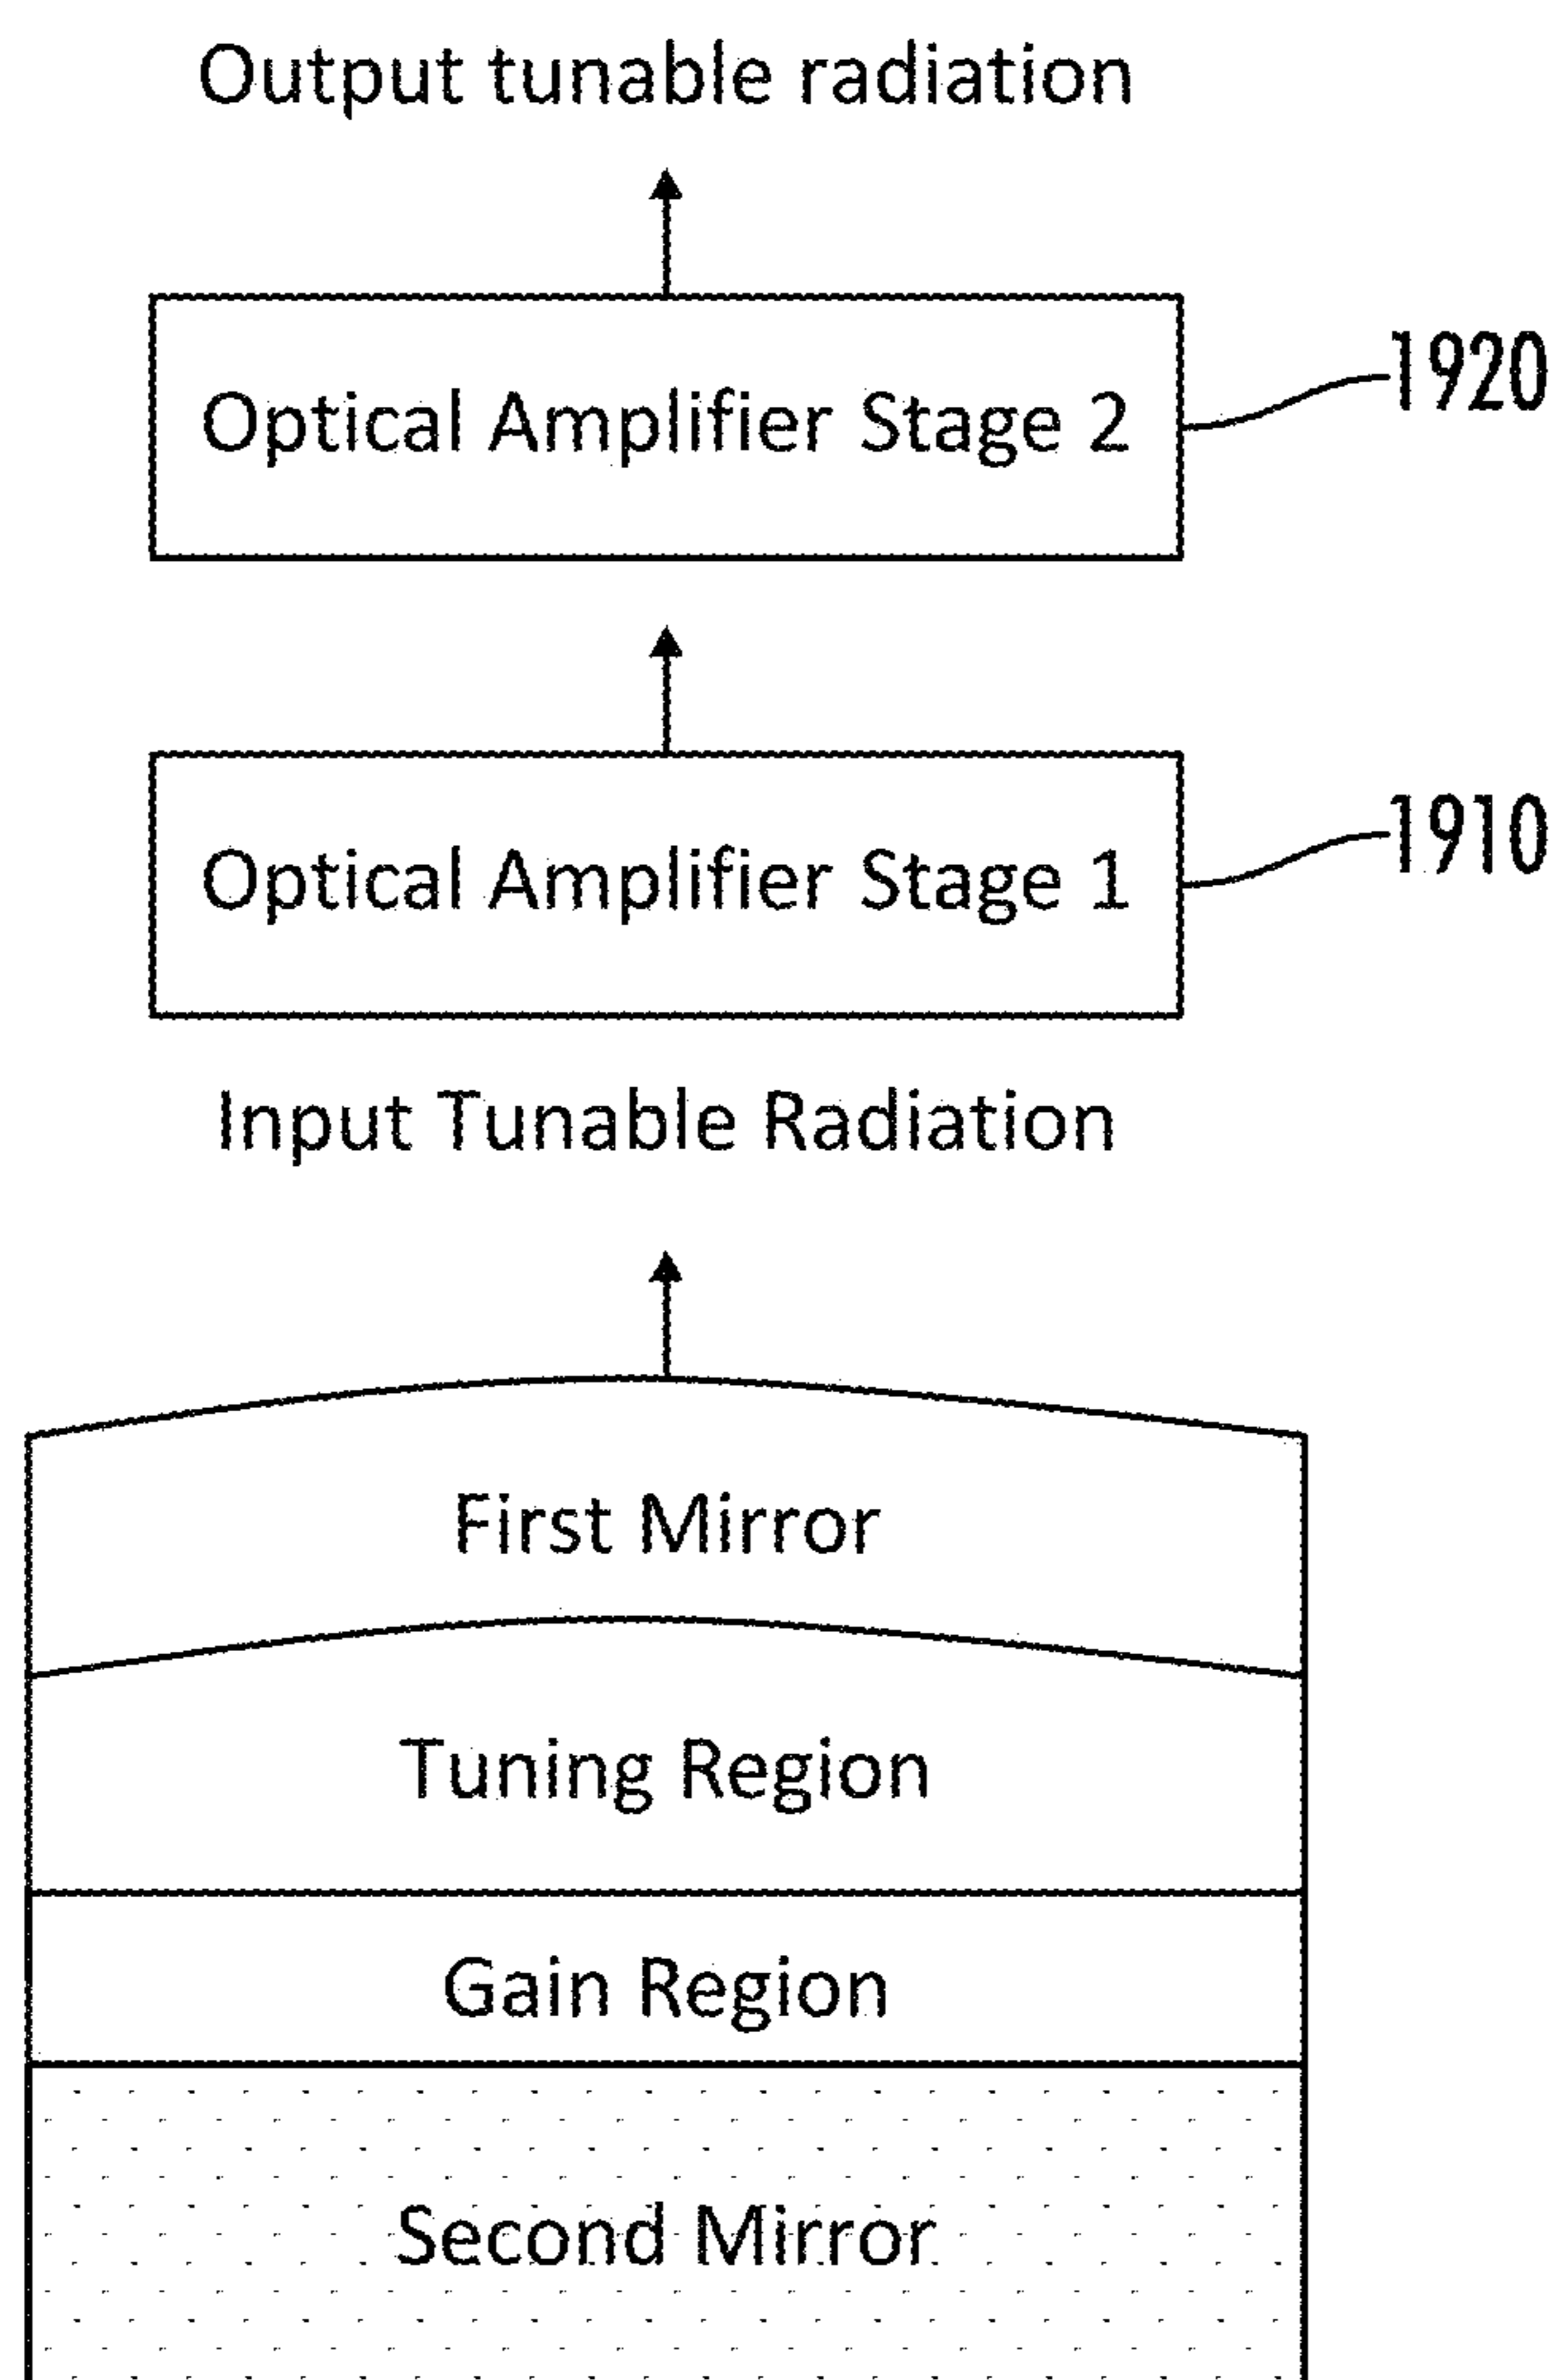 Output tunable radiation
Optical Amplifier Stage 2
1920
Optical Amplifier Stage 1
1910
Input Tunable Radiation
First Mirror
Tuning Region
Gain Region
Second Mirror